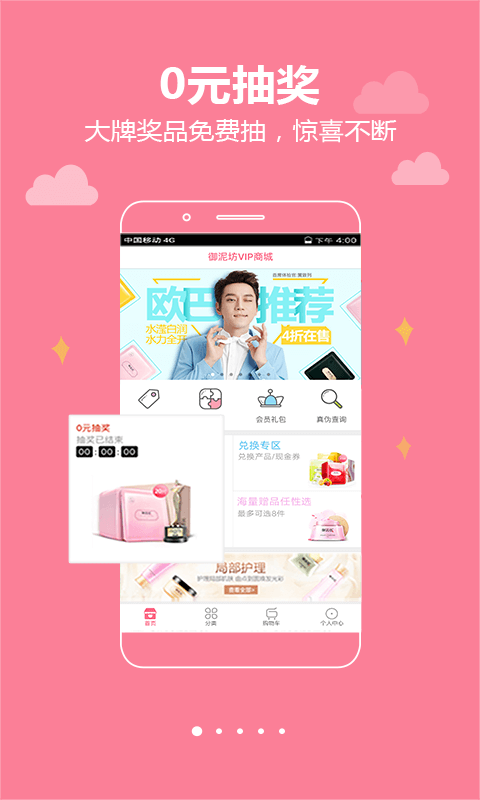 0元抽奖
大牌奖品免费抽，惊喜不断
中国移动 4G
下午 4:00
御泥坊VIP商城
欧巴推荐
水滢白润
水力全开
4折在售
会员礼包
真伪查询
0元抽奖
抽奖已结束
00:00:00
兑换专区
兑换产品/现金券
海量赠品任性选
最多可选8件
局部护理
查看全部>
首页
分类
购物车
个人中心